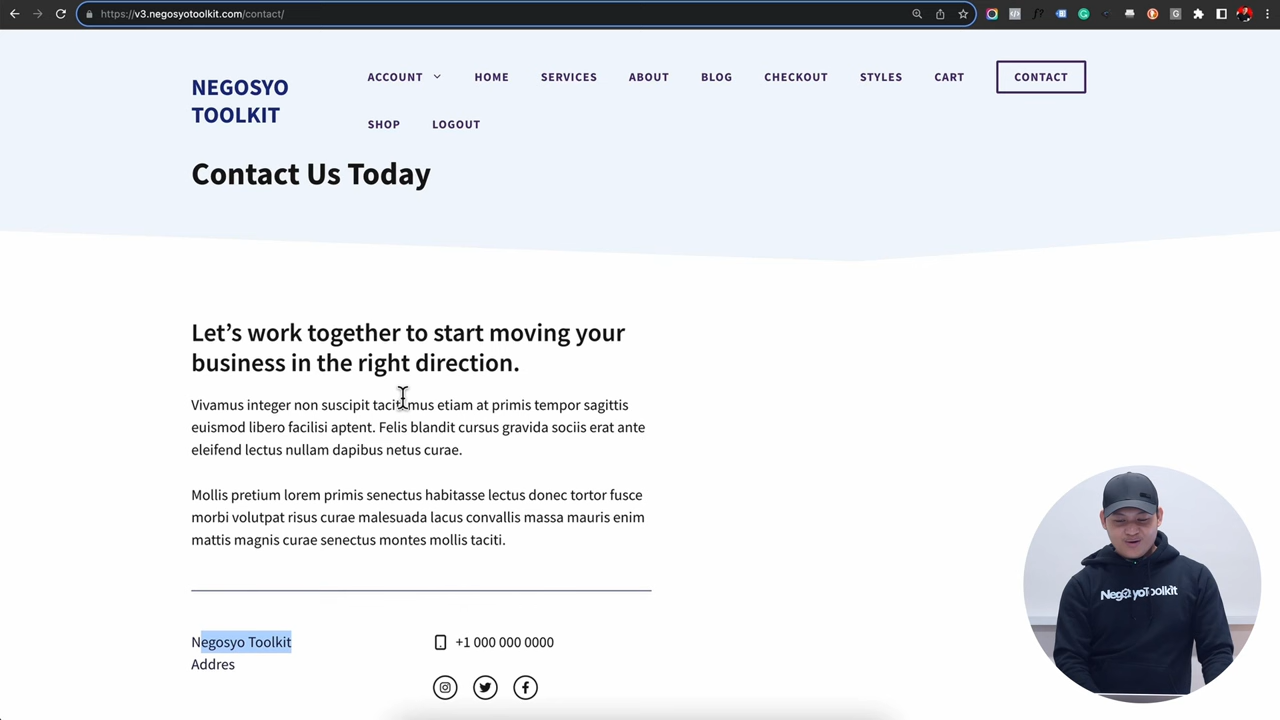 https://v3.negosyotoolkit.com/contact/
NEGOSYO
TOOLKIT
ACCOUNT HOME SERVICES ABOUT BLOG CHECKOUT STYLES CART CONTACT
SHOP LOGOUT
Contact Us Today
Let's work together to start moving your
business in the right direction.
Vivamus integer non suscipit taciti mus etiam at primis tempor sagittis
euismod libero facilisi aptent. Felis blandit cursus gravida sociis erat ante
eleifend lectus nullam dapibus netus curae.
Mollis pretium lorem primis senectus habitasse lectus donec tortor fusce
morbi volutpat risus curae malesuada lacus convallis massa mauris enim
mattis magnis curae senectus montes mollis taciti.
Negosyo Toolkit
Addres
+1 000 000 0000
NegosyoToolkit